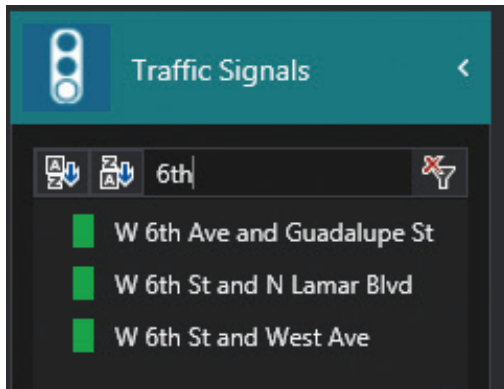 Traffic Signals
6th
W 6th Ave and Guadalupe St
W 6th St and N Lamar Blvd
W 6th St and West Ave